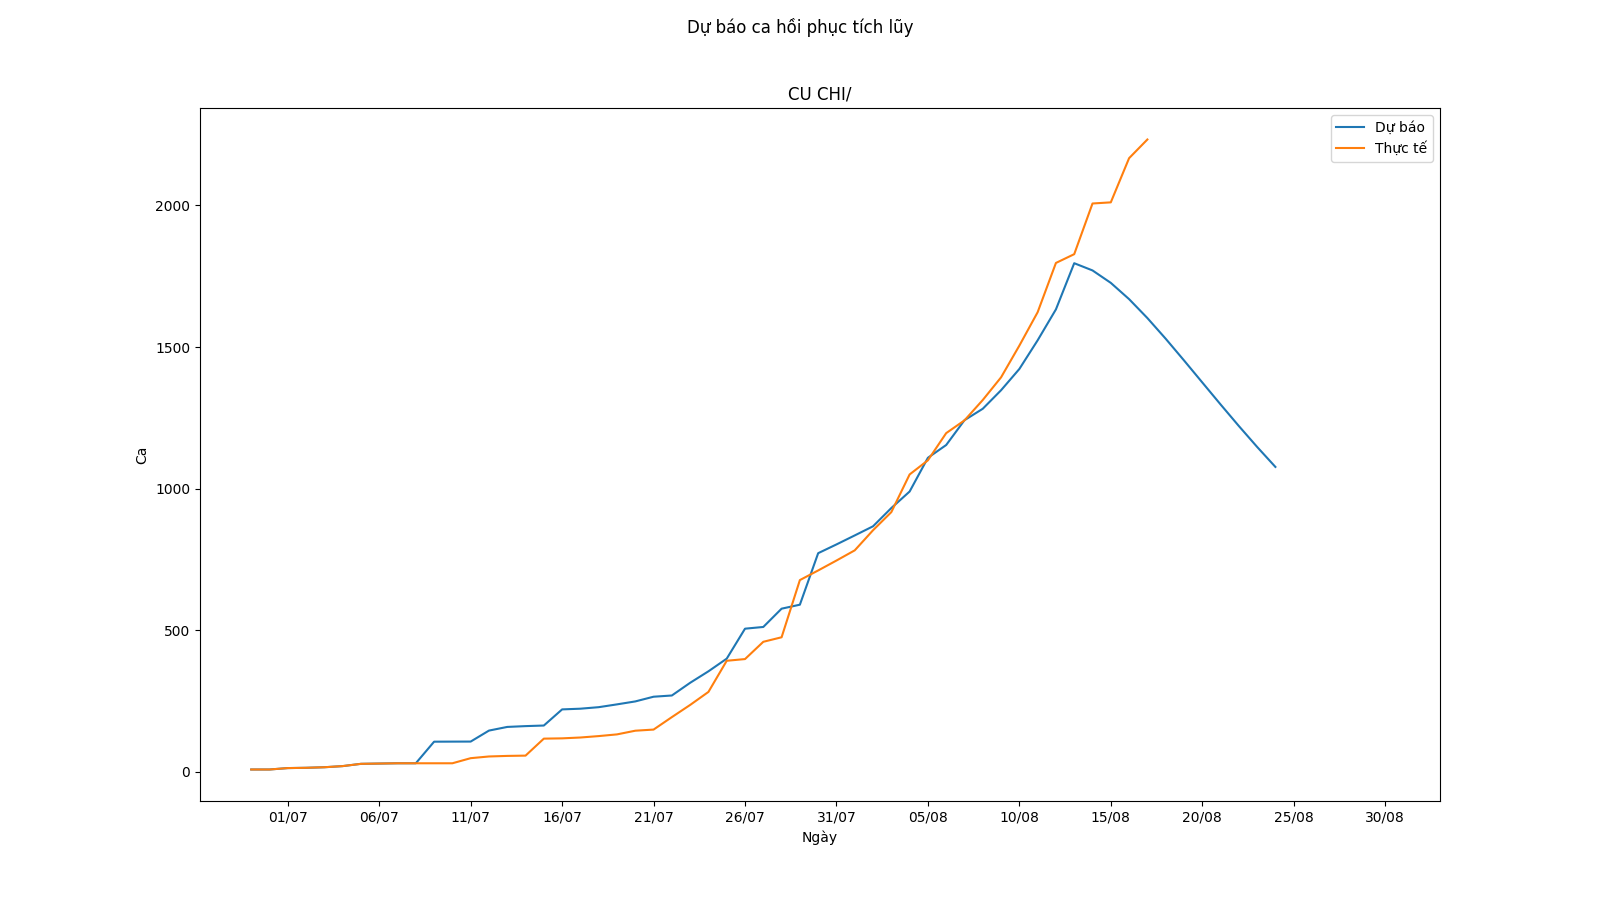 Dự báo ca hồi phục tích lũy
CU CHI/
Dự báo
Thực tế
Ca
2000
1500
1000
500
0
01/07 06/07 11/07 16/07 21/07 26/07 31/07 05/08 10/08 15/08 20/08 25/08 30/08
Ngày